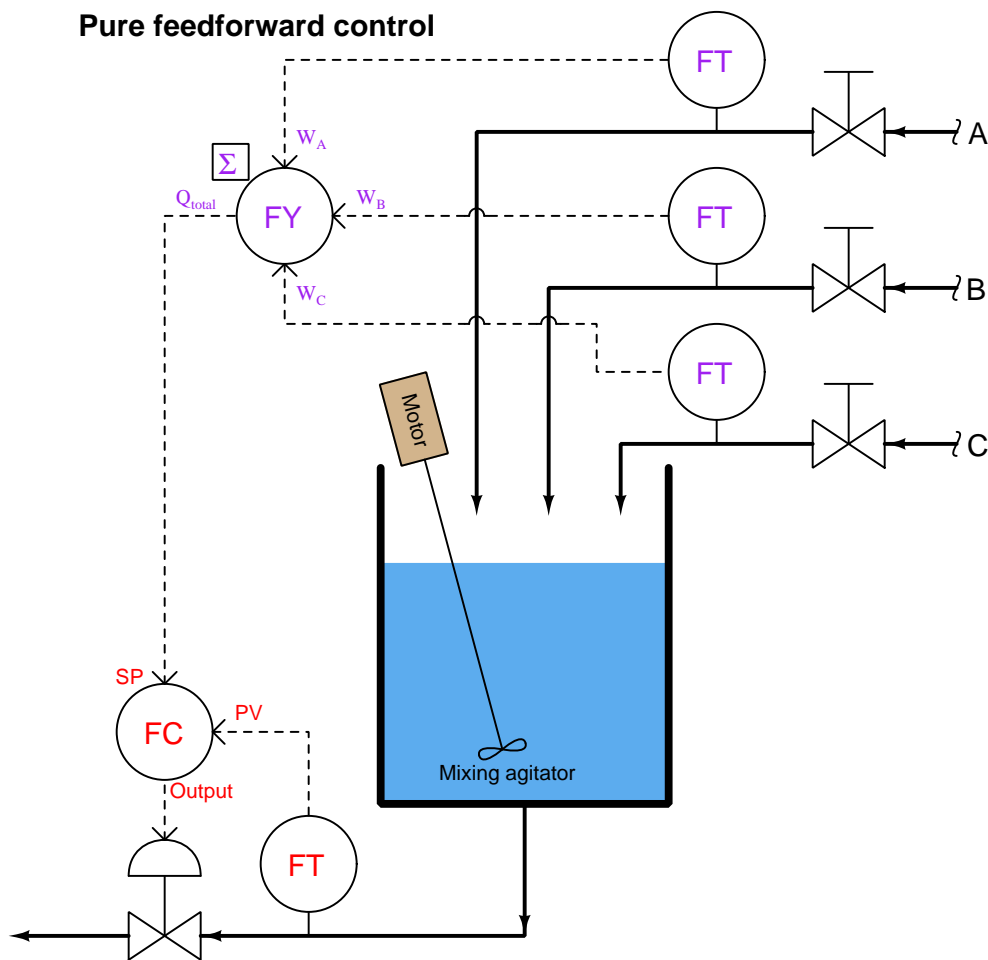 Pure feedforward control
FT
A
W_A
Σ
Q_total
FY
W_B
FT
B
W_C
FT
C
Motor
SP
FC
PV
Mixing agitator
Output
FT